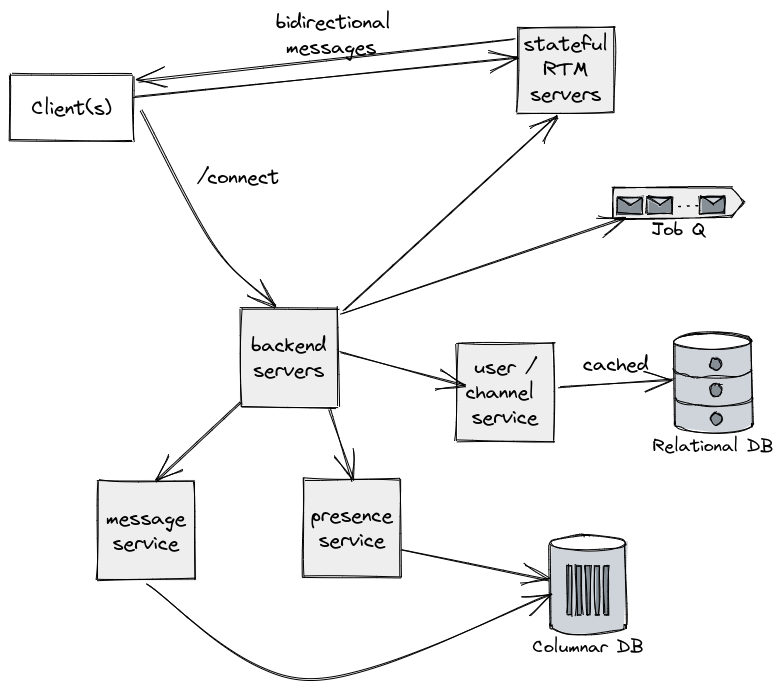 bidirectional
messages
stateful
RTM
servers
Client(s)
/connect
Job Q
backend
servers
user /
channel
service
cached
Relational DB
message
service
presence
service
Columnar DB